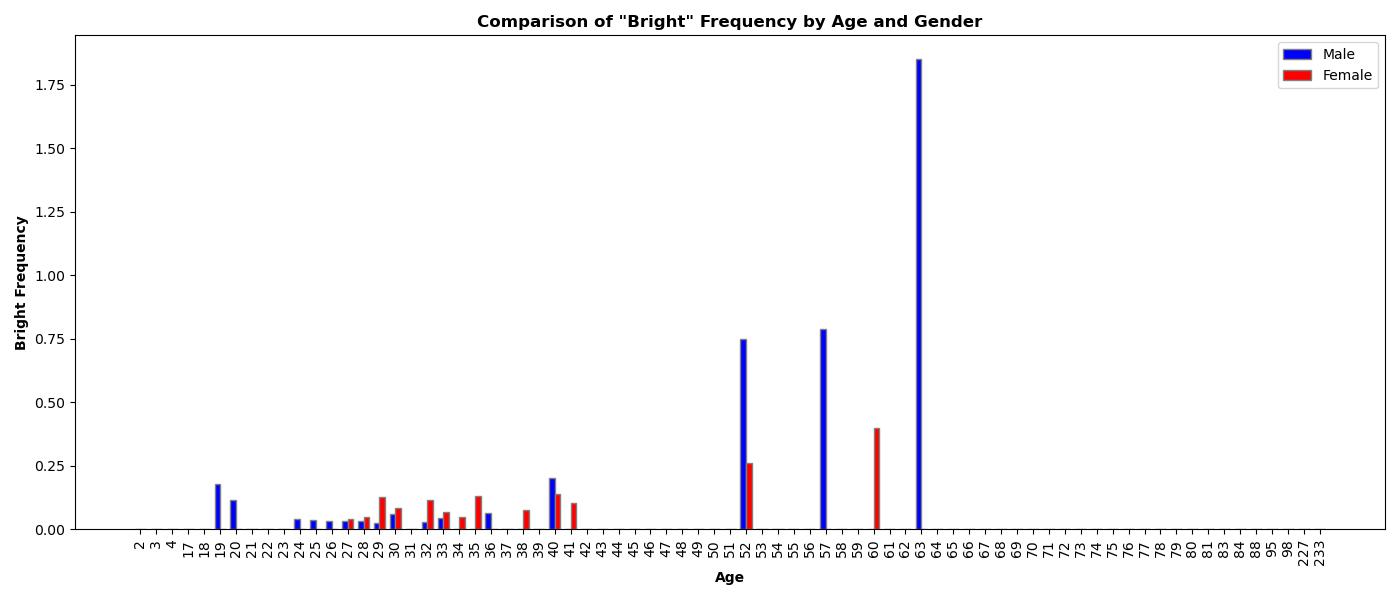 Comparison of "Bright" Frequency by Age and Gender
Male
Female
Bright Frequency
1.75
1.50
1.25
1.00
0.75
0.50
0.25
0.00
2 3 4 17 18 19 20 21 22 23 24 25 26 27 28 29 30 31 32 33 34 35 36 37 38 39 40 41 42 43 44 45 46 47 48 49 50 51 52 53 54 55 56 57 58 59 60 61 62 63 64 65 66 67 68 69 70 71 72 73 74 75 76 77 78 79 80 81 83 84 88 95 98 227 233
Age